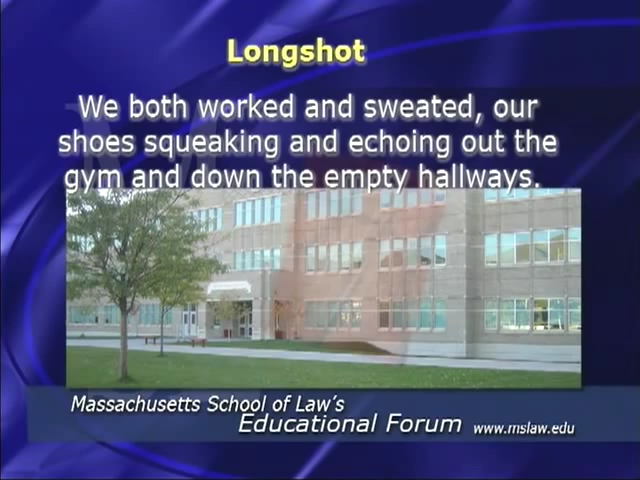 Longshot
We both worked and sweated, our
shoes squeaking and echoing out the
gym and down the empty hallways.
Massachusetts School of Law's
Educational Forum www.mslaw.edu